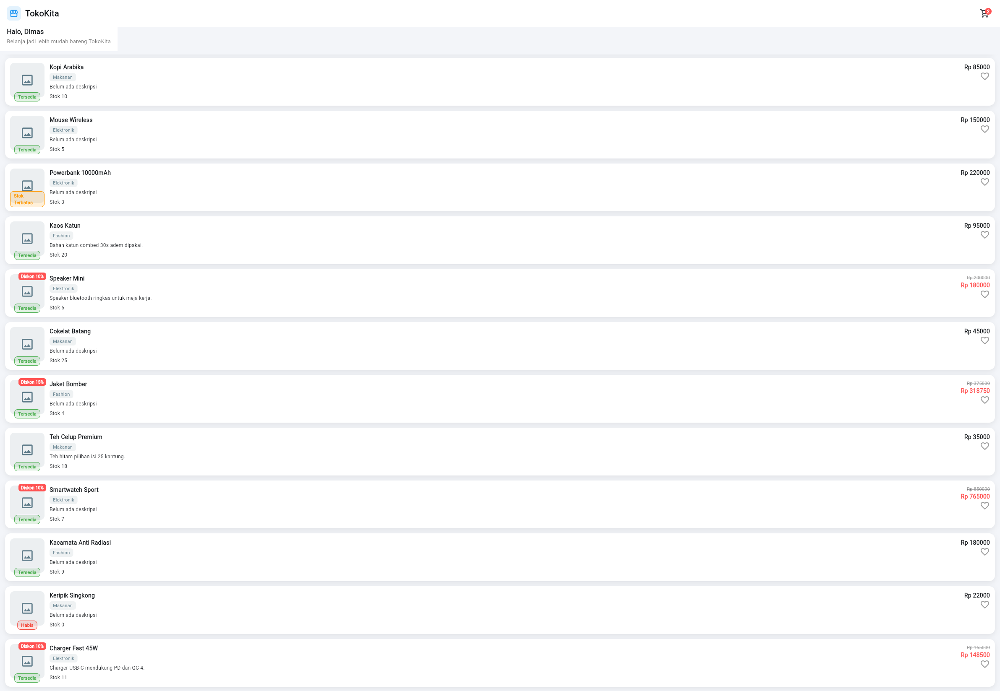 TokoKita
2
Halo, Dimas
Belanja jadi lebih mudah bareng TokoKita
Kopi Arabika
Rp 85000
Makanan
Belum ada deskripsi
Stok 10
Tersedia
Mouse Wireless
Rp 150000
Elektronik
Belum ada deskripsi
Stok 5
Tersedia
Powerbank 10000mAh
Rp 220000
Elektronik
Belum ada deskripsi
Stok 3
Stok
Terbatas
Kaos Katun
Rp 95000
Fashion
Bahan katun combed 30s adem dipakai.
Stok 20
Tersedia
Diskon 10%
Speaker Mini
Rp 200000
Rp 180000
Elektronik
Speaker bluetooth ringkas untuk meja kerja.
Stok 6
Tersedia
Cokelat Batang
Rp 45000
Makanan
Belum ada deskripsi
Stok 25
Tersedia
Diskon 15%
Jaket Bomber
Rp 375000
Rp 318750
Fashion
Belum ada deskripsi
Stok 4
Tersedia
Teh Celup Premium
Rp 35000
Makanan
Teh hitam pilihan isi 25 kantung.
Stok 18
Tersedia
Diskon 10%
Smartwatch Sport
Rp 850000
Rp 765000
Elektronik
Belum ada deskripsi
Stok 7
Tersedia
Kacamata Anti Radiasi
Rp 180000
Fashion
Belum ada deskripsi
Stok 9
Tersedia
Keripik Singkong
Rp 22000
Makanan
Belum ada deskripsi
Stok 0
Habis
Diskon 10%
Charger Fast 45W
Rp 165000
Rp 148500
Elektronik
Charger USB-C mendukung PD dan QC 4.
Stok 11
Tersedia